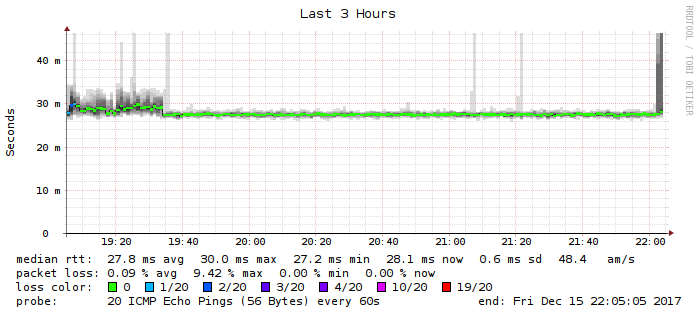 Last 3 Hours
RRDTOOL / TOBI OETIKER
Seconds
40 m
30 m
20 m
10 m
0
19:20 19:40 20:00 20:20 20:40 21:00 21:20 21:40 22:00
median rtt: 27.8 ms avg 30.0 ms max 27.2 ms min 28.1 ms now 0.6 ms sd 48.4 am/s
packet loss: 0.09 % avg 9.42 % max 0.00 % min 0.00 % now
loss color: 0 1/20 2/20 3/20 4/20 10/20 19/20
probe: 20 ICMP Echo Pings (56 Bytes) every 60s end: Fri Dec 15 22:05:05 2017